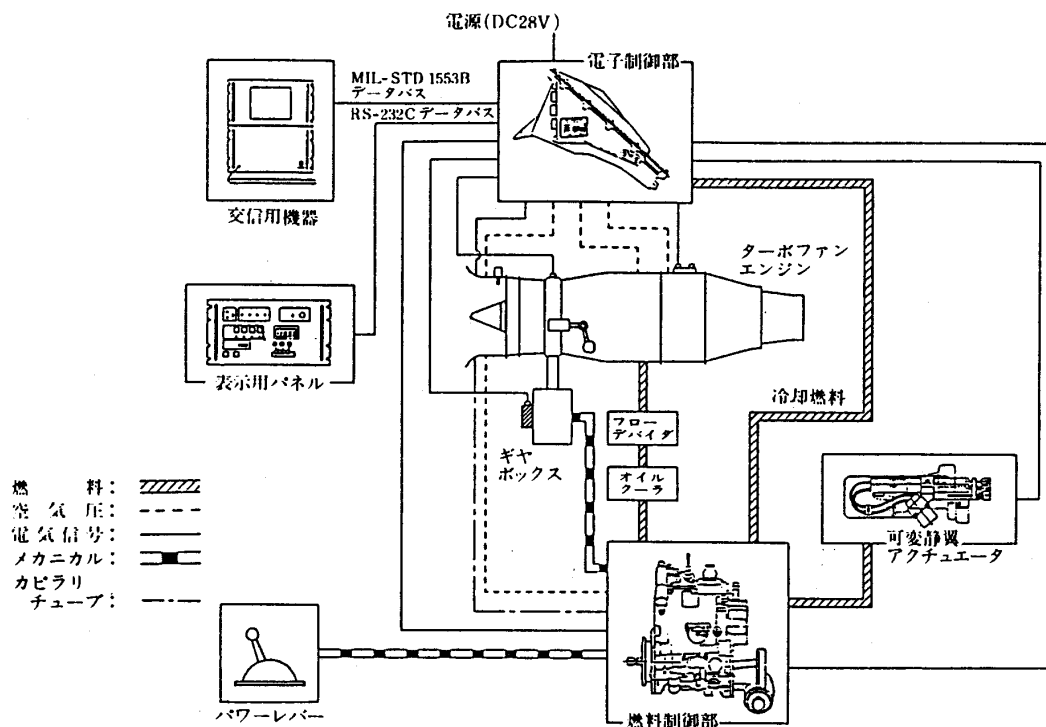 電源(DC28V)
電子制御部
MIL-STD 1553B
データバス
RS-232Cデータバス
交信用機器
ターボファン
エンジン
表示用パネル
冷却燃料
フロー
デバイダ
ギヤ
ボックス
オイル
クーラ
燃料:
空気圧:
電気信号:
メカニカル:
カピラリ
チューブ:
可変静翼
アクチュエータ
パワーレバー
燃料制御部